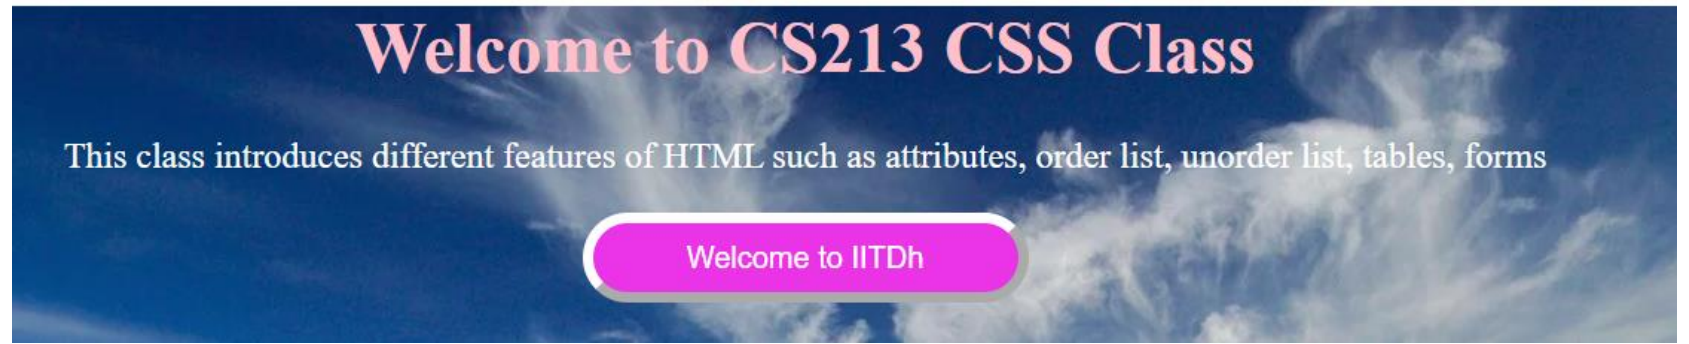 Welcome to CS213 CSS Class
This class introduces different features of HTML such as attributes, order list, unorder list, tables, forms
Welcome to IITDh